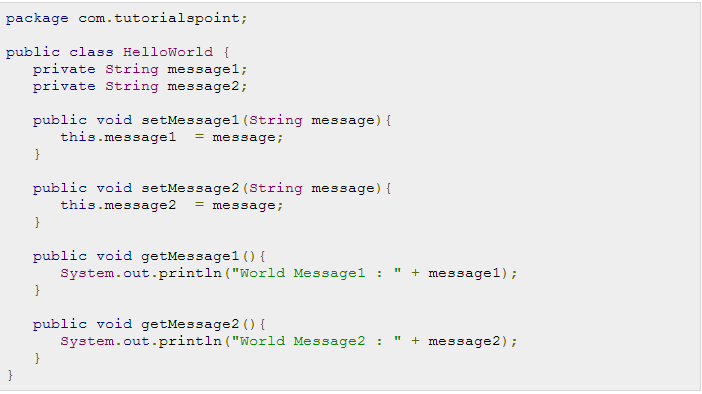 package com.tutorialspoint;

public class HelloWorld {
   private String message1;
   private String message2;

   public void setMessage1(String message){
      this.message1  = message;
   }

   public void setMessage2(String message){
      this.message2  = message;
   }

   public void getMessage1(){
      System.out.println("World Message1 : " + message1);
   }

   public void getMessage2(){
      System.out.println("World Message2 : " + message2);
   }
}